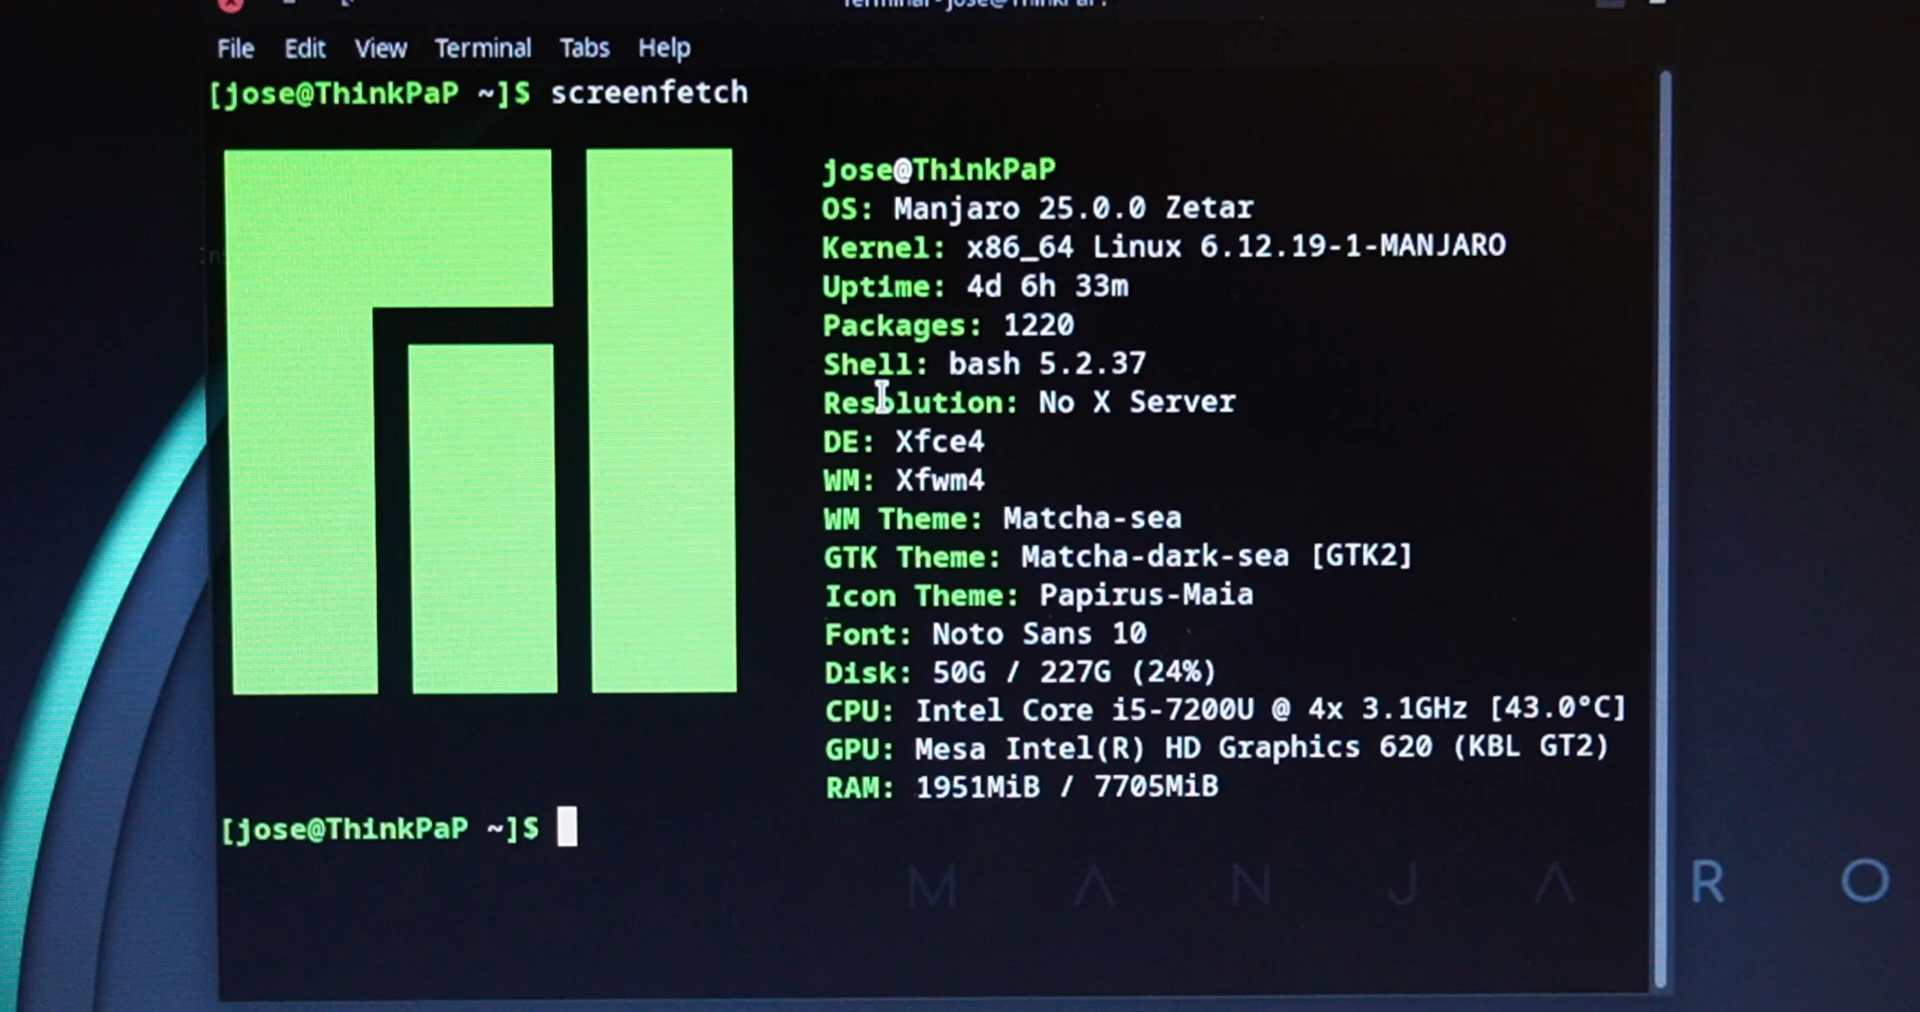 File Edit View Terminal Tabs Help
[jose@ThinkPaP ~]$ screenfetch
jose@ThinkPaP
OS: Manjaro 25.0.0 Zetar
Kernel: x86_64 Linux 6.12.19-1-MANJARO
Uptime: 4d 6h 33m
Packages: 1220
Shell: bash 5.2.37
Resolution: No X Server
DE: Xfce4
WM: Xfwm4
WM Theme: Matcha-sea
GTK Theme: Matcha-dark-sea [GTK2]
Icon Theme: Papirus-Maia
Font: Noto Sans 10
Disk: 50G / 227G (24%)
CPU: Intel Core i5-7200U @ 4x 3.1GHz [43.0°C]
GPU: Mesa Intel(R) HD Graphics 620 (KBL GT2)
RAM: 1951MiB / 7705MiB
[jose@ThinkPaP ~]$
MANJARO